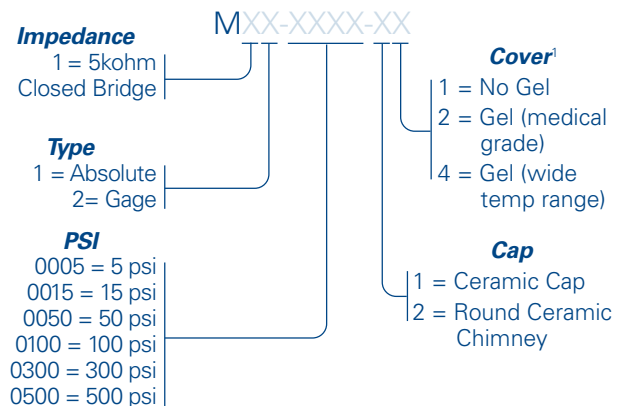 MXX-XXXX-XX
Impedance
1 = 5kohm
Closed Bridge
Type
1 = Absolute
2= Gage
PSI
0005 = 5 psi
0015 = 15 psi
0050 = 50 psi
0100 = 100 psi
0300 = 300 psi
0500 = 500 psi
Cover¹
1 = No Gel
2 = Gel (medical
grade)
4 = Gel (wide
temp range)
Cap
1 = Ceramic Cap
2 = Round Ceramic
Chimney